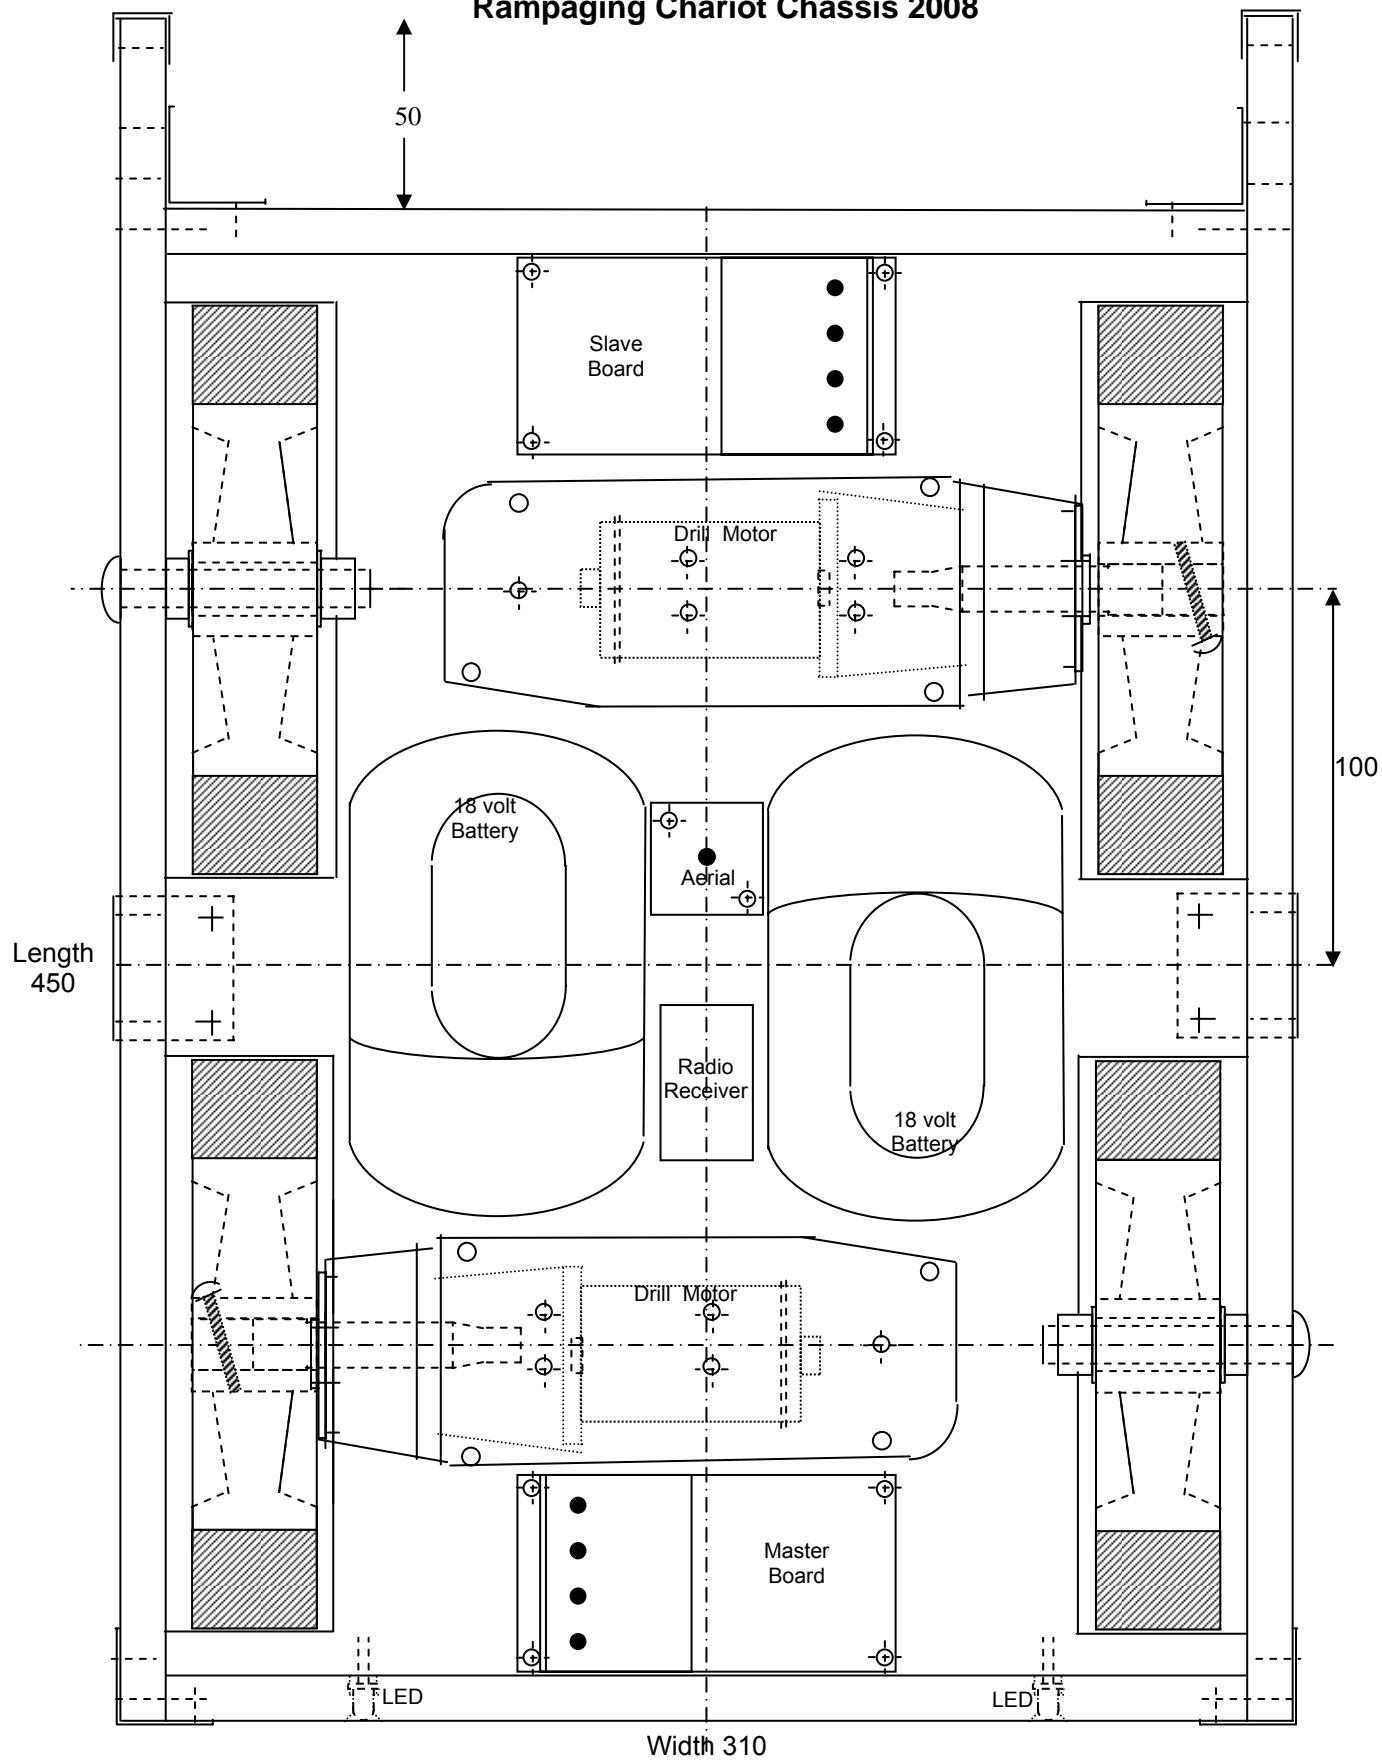 Rampaging Chariot Chassis 2008
50
Slave
Board
Drill Motor
100
18 volt
Battery
Aerial
Length
450
Radio
Receiver
18 volt
Battery
Drill Motor
Master
Board
LED
LED
Width 310